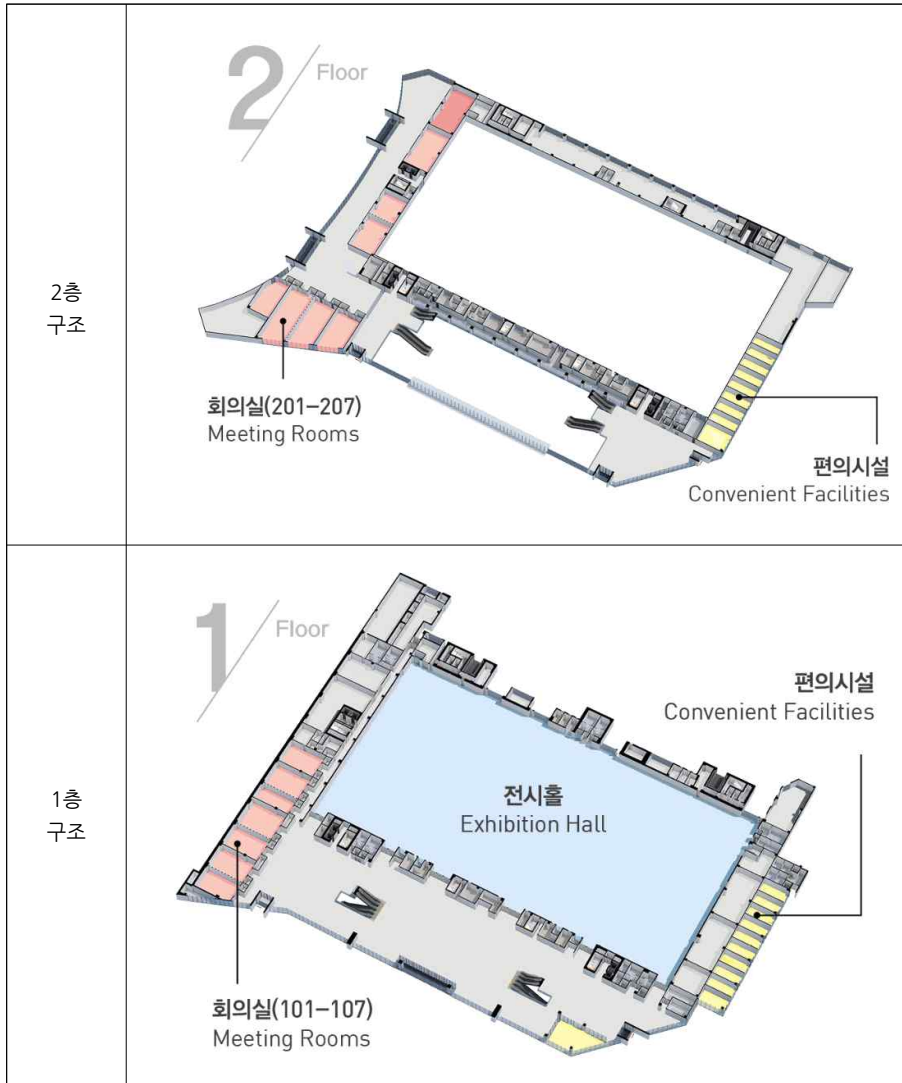 2층
구조
2 Floor
회의실(201-207)
Meeting Rooms
편의시설
Convenient Facilities
1층
구조
1 Floor
편의시설
Convenient Facilities
전시홀
Exhibition Hall
회의실(101-107)
Meeting Rooms